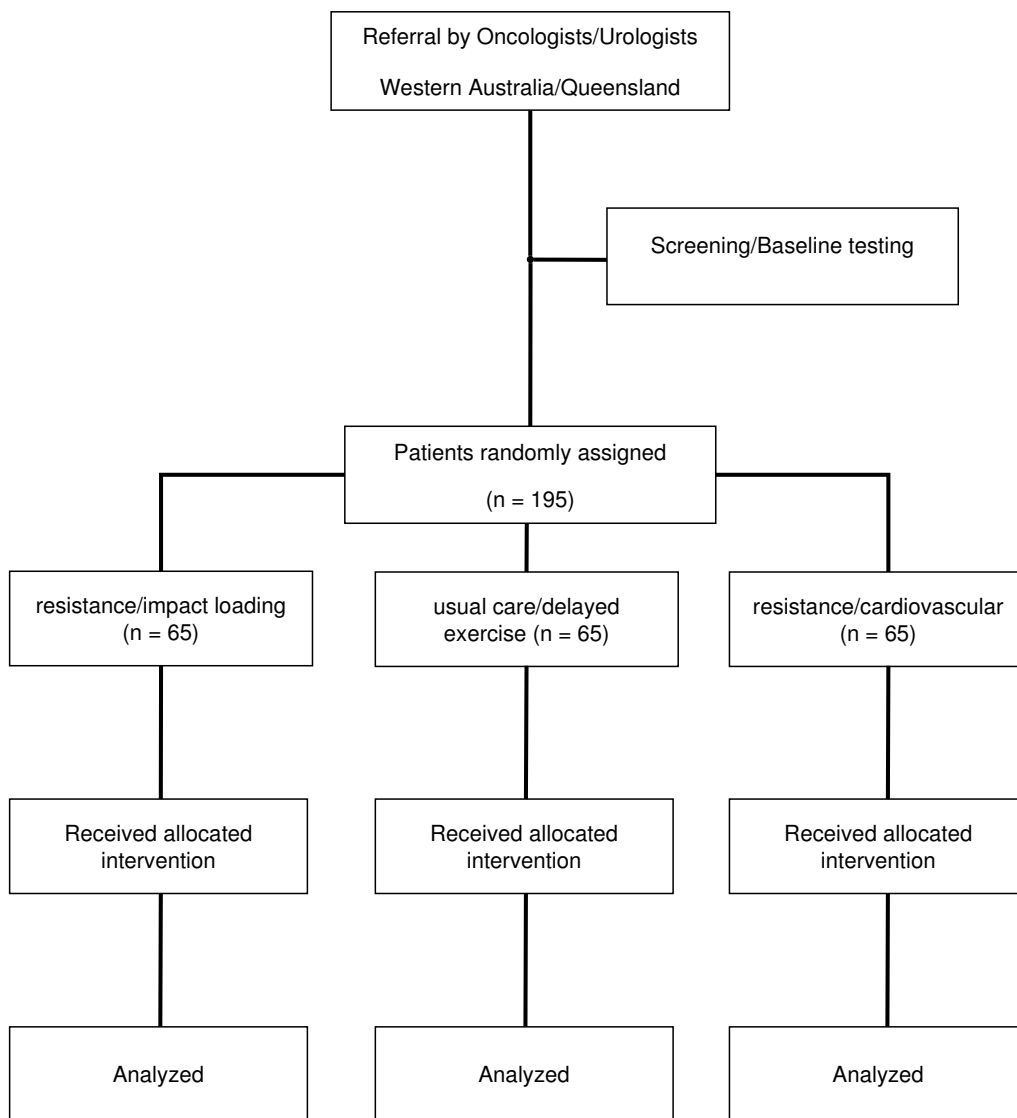 Referral by Oncologists/Urologists
Western Australia/Queensland
Screening/Baseline testing
Patients randomly assigned
(n = 195)
resistance/impact loading
(n = 65)
usual care/delayed
exercise (n = 65)
resistance/cardiovascular
(n = 65)
Received allocated
intervention
Received allocated
intervention
Received allocated
intervention
Analyzed
Analyzed
Analyzed